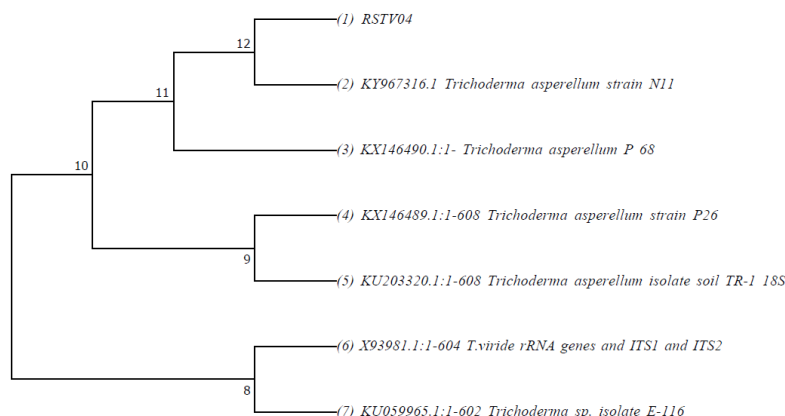 (1) RSTV04
12
(2) KY967316.1 Trichoderma asperellum strain N11
11
(3) KX146490.1:1- Trichoderma asperellum P 68
10
(4) KX146489.1:1-608 Trichoderma asperellum strain P26
9
(5) KU203320.1:1-608 Trichoderma asperellum isolate soil TR-1 18S
(6) X93981.1:1-604 T.viride rRNA genes and ITS1 and ITS2
8
(7) KU059965.1:1-602 Trichoderma sp. isolate E-116